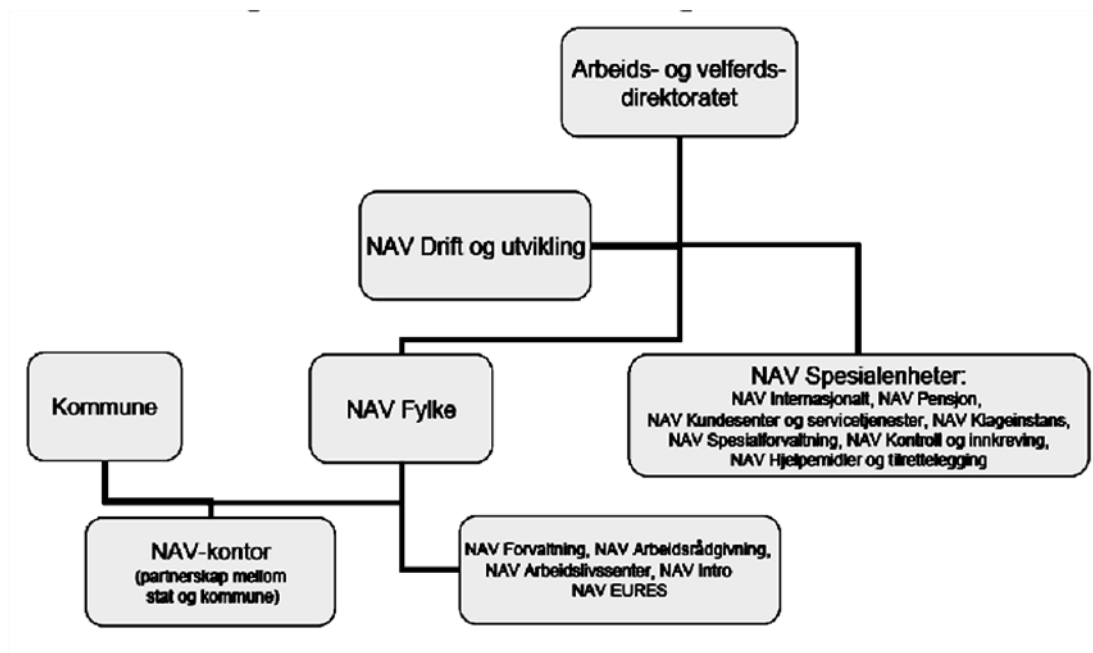 Arbeids- og velferds-
direktoratet
NAV Drift og utvikling
Kommune
NAV Fylke
NAV Spesialenheter:
NAV Internasjonalt, NAV Pensjon,
NAV Kundesenter og servicetjenester, NAV Klageinstans,
NAV Spesialforvaltning, NAV Kontroll og innkreving,
NAV Hjelpemidler og tilrettelegging
NAV-kontor
(partnerskap mellom
stat og kommune)
NAV Forvaltning, NAV Arbeidsrådgivning,
NAV Arbeidslivssenter, NAV Intro
NAV EURES